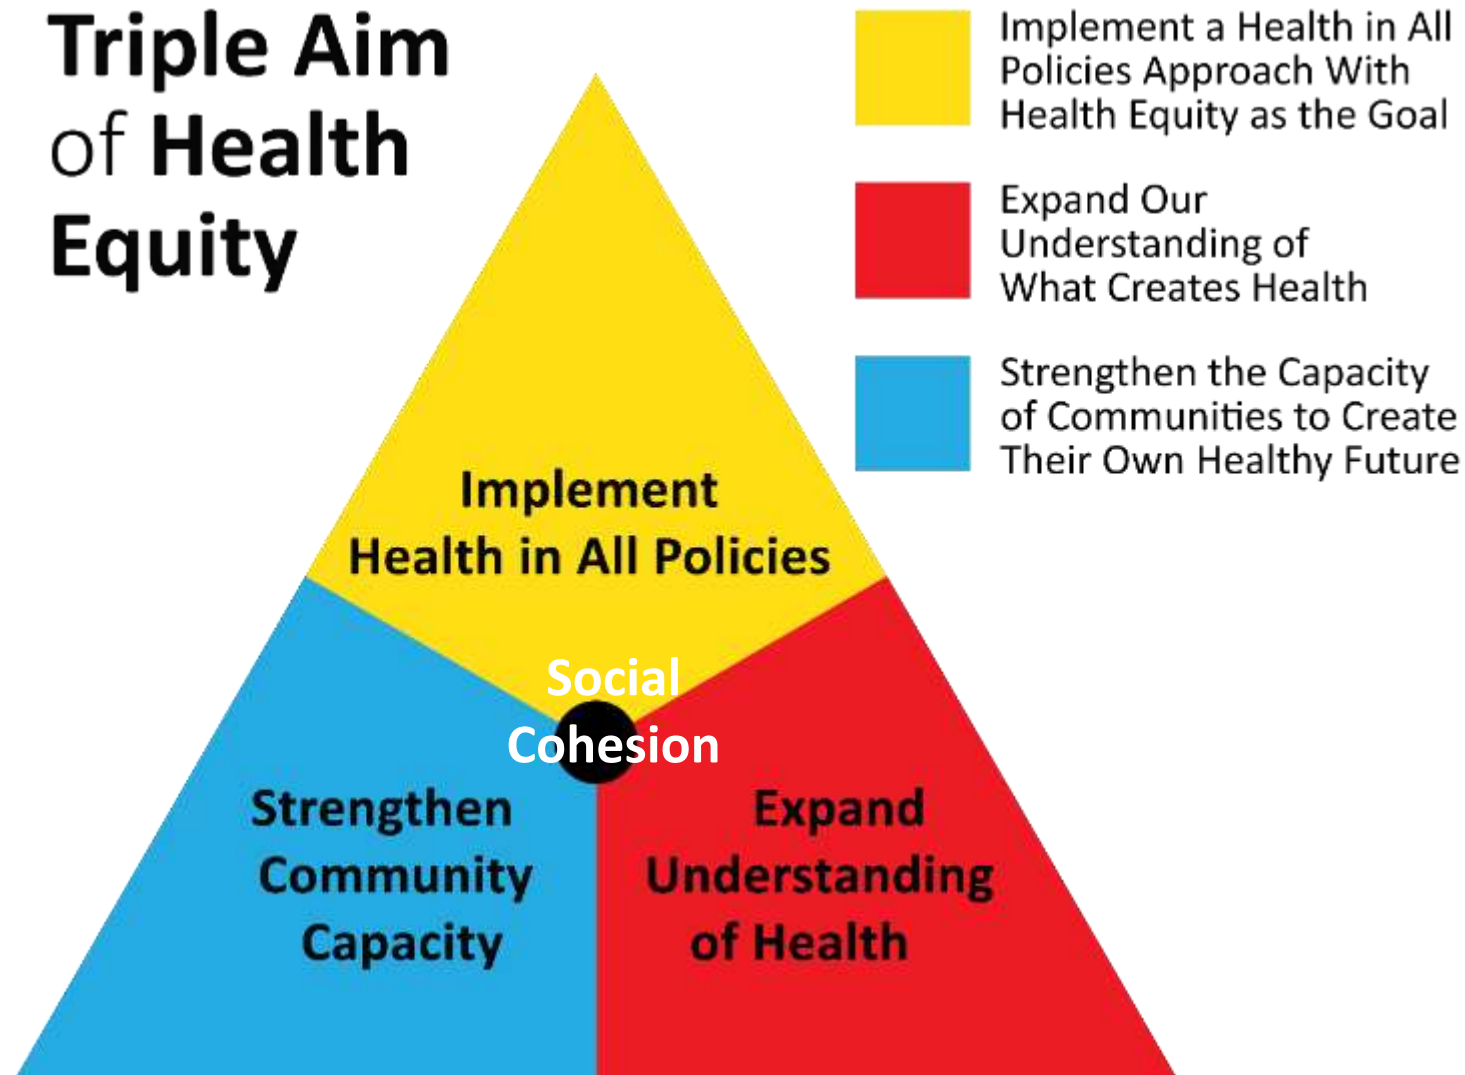 Triple Aim
of Health
Equity
Implement a Health in All
Policies Approach With
Health Equity as the Goal
Expand Our
Understanding of
What Creates Health
Strengthen the Capacity
of Communities to Create
Their Own Healthy Future
Implement
Health in All Policies
Social
Cohesion
Strengthen
Community
Capacity
Expand
Understanding
of Health